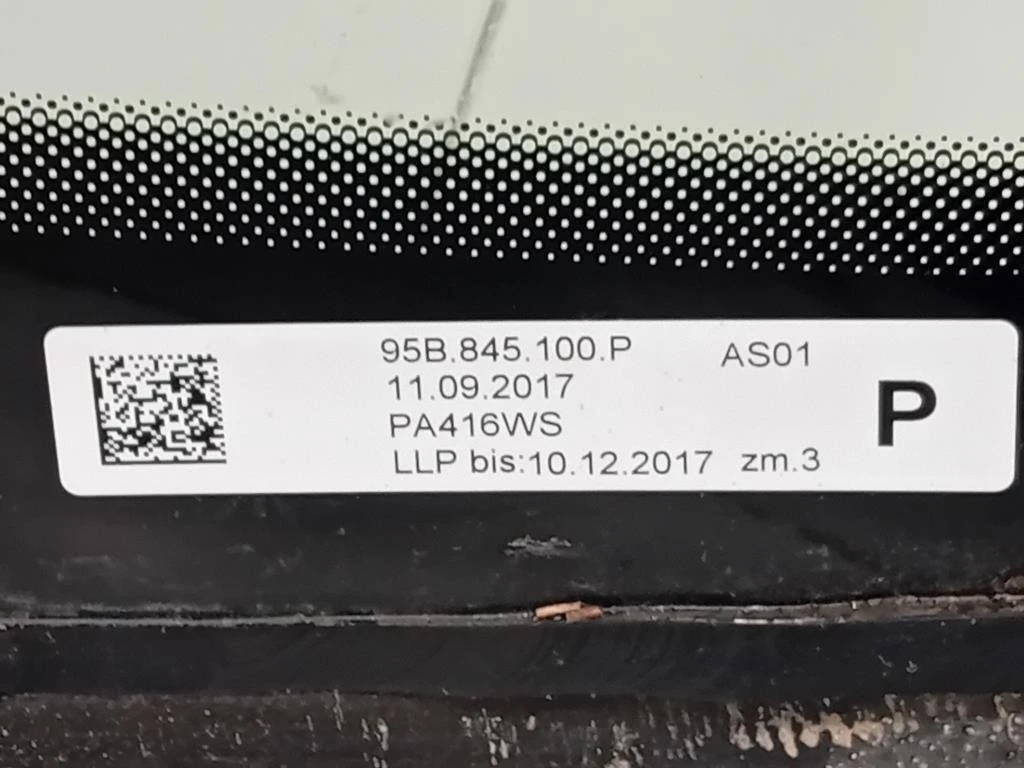 95B.845.100.P AS01
11.09.2017
PA416WS
P
LLP bis:10.12.2017 zm.3